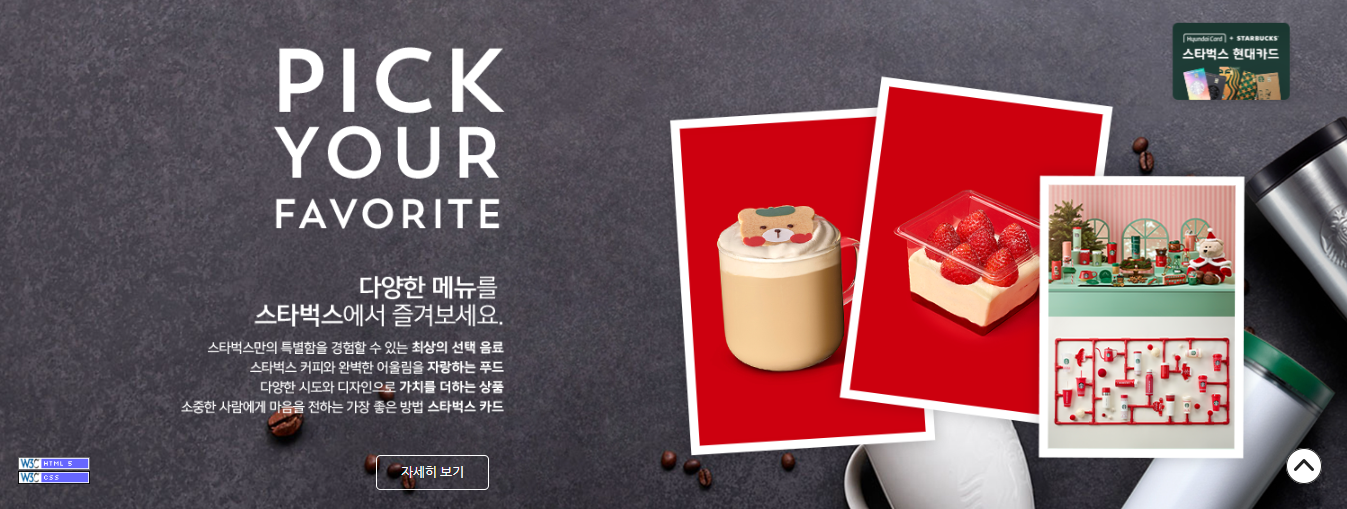 PICK
YOUR
FAVORITE
HyundaiCard + STARBUCKS
스타벅스 현대카드
다양한 메뉴를
스타벅스에서 즐겨보세요.
스타벅스만의 특별함을 경험할 수 있는 최상의 선택 음료
스타벅스 커피와 완벽한 어울림을 자랑하는 푸드
다양한 시도와 디자인으로 가치를 더하는 상품
소중한 사람에게 마음을 전하는 가장 좋은 방법 스타벅스 카드
W3C HTML 5
W3C CSS
자세히 보기